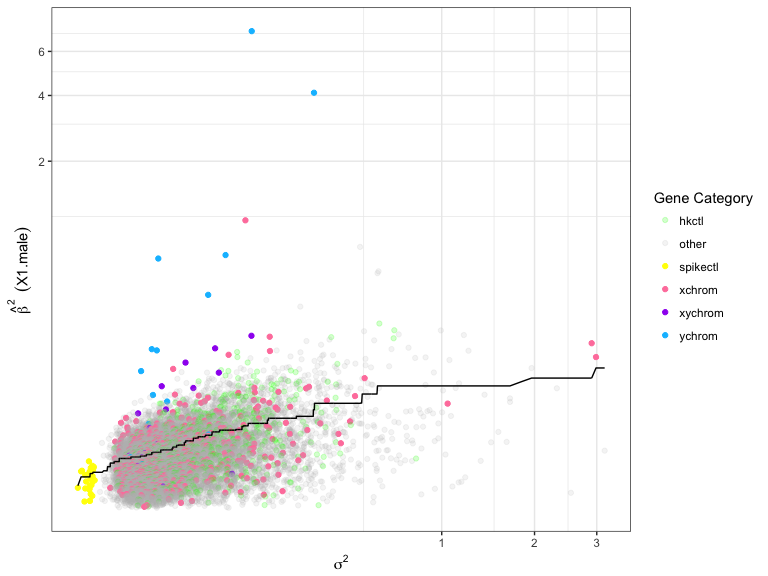 6
4
2
β̂² (X1.male)
1
2
3
σ²
Gene Category
hkctl
other
spikectl
xchrom
xychrom
ychrom